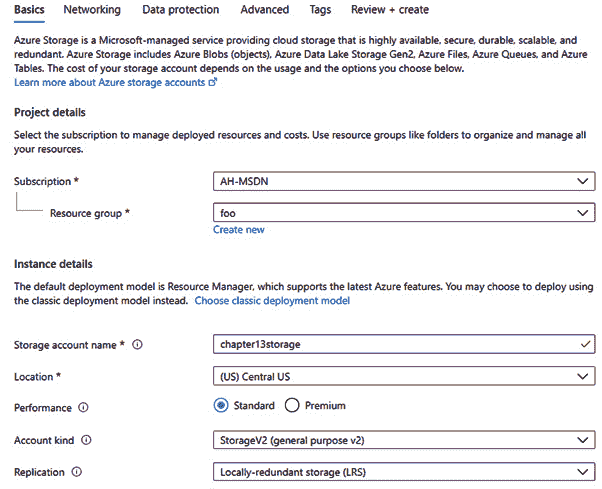 Basics Networking Data protection Advanced Tags Review + create
Azure Storage is a Microsoft-managed service providing cloud storage that is highly available, secure, durable, scalable, and
redundant. Azure Storage includes Azure Blobs (objects), Azure Data Lake Storage Gen2, Azure Files, Azure Queues, and Azure
Tables. The cost of your storage account depends on the usage and the options you choose below.
Learn more about Azure storage accounts
Project details
Select the subscription to manage deployed resources and costs. Use resource groups like folders to organize and manage all
your resources.
Subscription * AH-MSDN
Resource group * foo
Create new
Instance details
The default deployment model is Resource Manager, which supports the latest Azure features. You may choose to deploy using
the classic deployment model instead. Choose classic deployment model
Storage account name * chapter13storage
Location * (US) Central US
Performance Standard Premium
Account kind StorageV2 (general purpose v2)
Replication Locally-redundant storage (LRS)